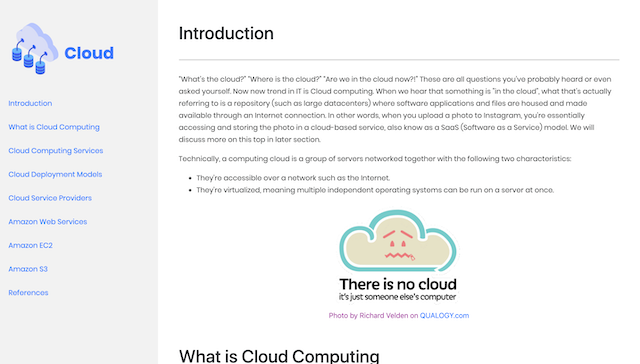 Cloud
Introduction
What is Cloud Computing
Cloud Computing Services
Cloud Deployment Models
Cloud Service Providers
Amazon Web Services
Amazon EC2
Amazon S3
References
Introduction
"What's the cloud?" "Where is the cloud?" "Are we in the cloud now?!" These are all questions you've probably heard or even
asked yourself. Now new trend in IT is Cloud computing. When we hear that something is "in the cloud", what that's actually
referring to is a repository (such as large datacenters) where software applications and files are housed and made
available through an Internet connection. In other words, when you upload a photo to Instagram, you're essentially
accessing and storing the photo in a cloud-based service, also know as a SaaS (Software as a Service) model. We will
discuss more on this top in later section.
Technically, a computing cloud is a group of servers networked together with the following two characteristics:
• They're accessible over a network such as the Internet.
• They're virtualized, meaning multiple independent operating systems can be run on a server at once.
There is no cloud
it's just someone else's computer
Photo by Richard Velden on QUALOGY.com
What is Cloud Computing